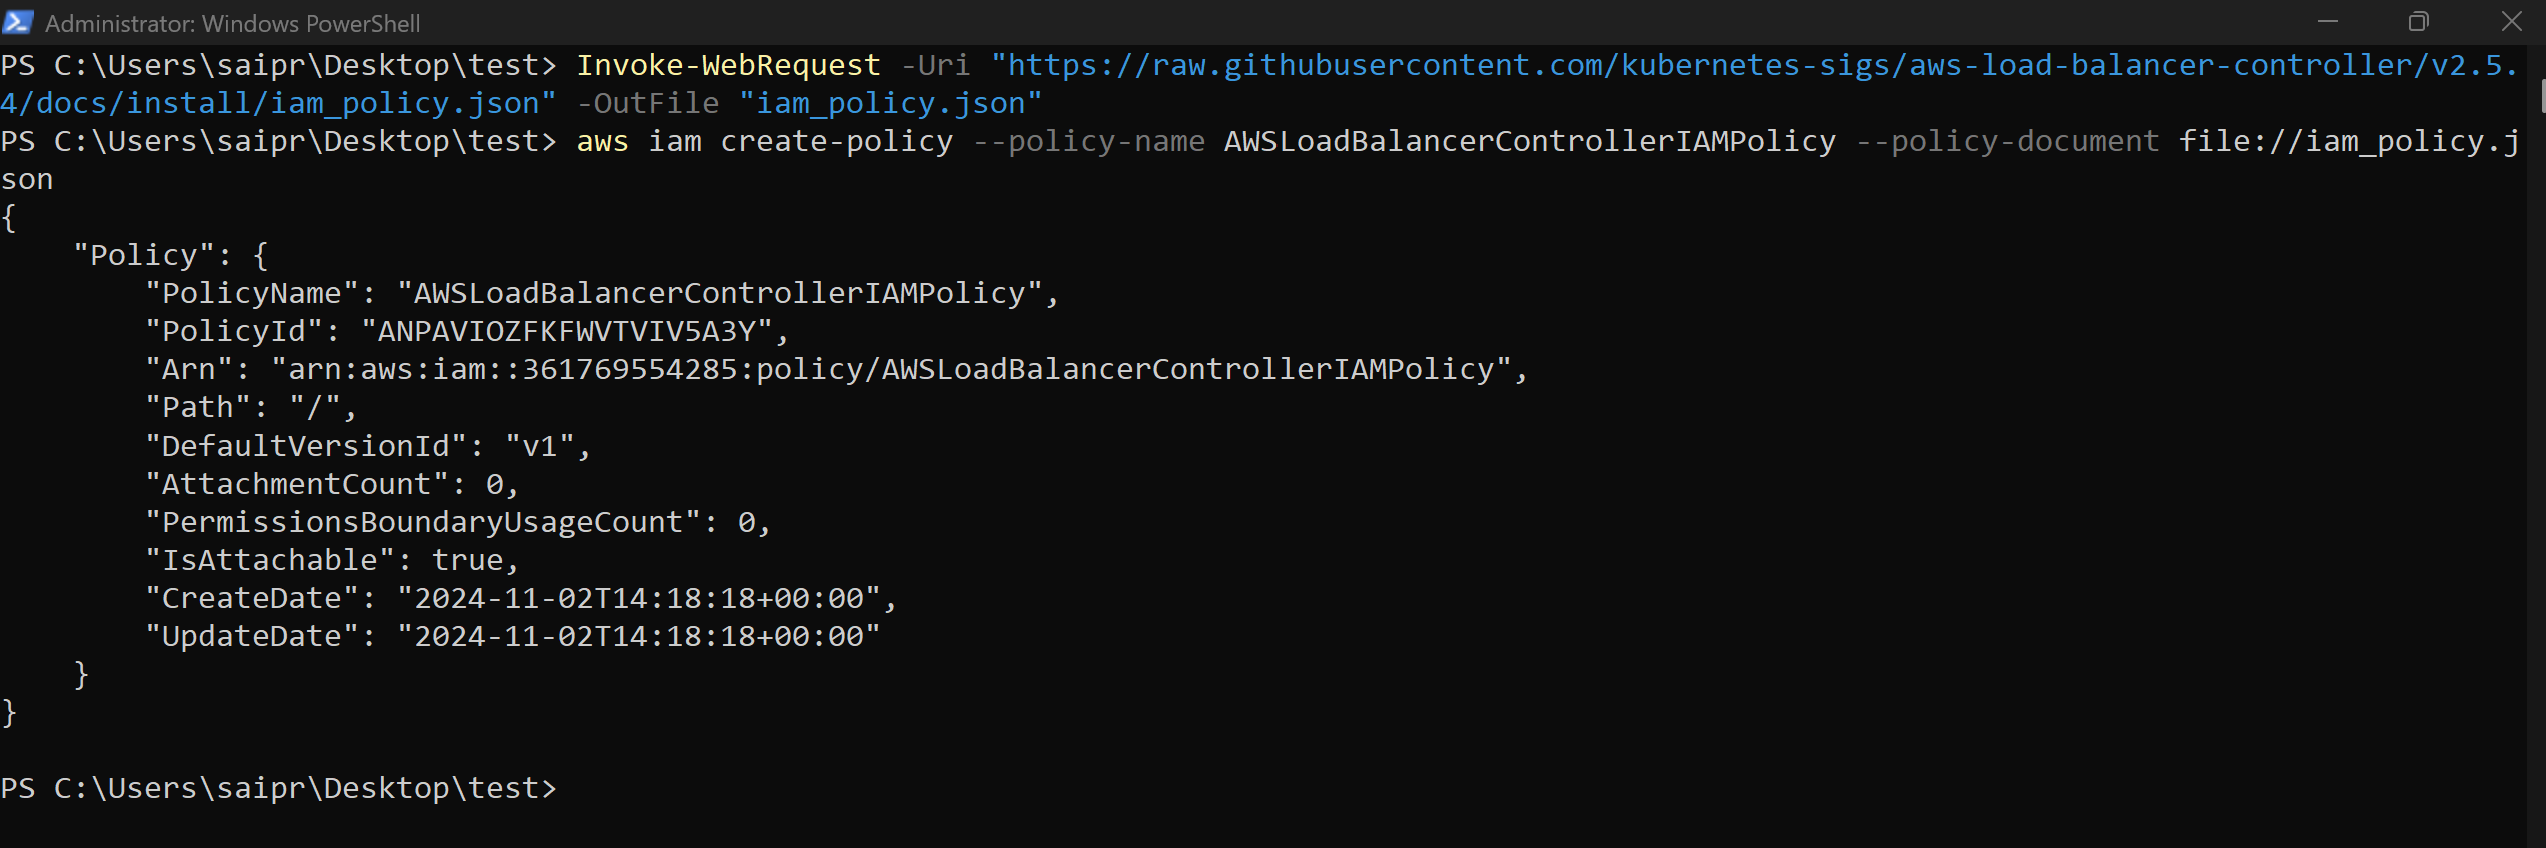 Administrator: Windows PowerShell
PS C:\Users\saipr\Desktop\test> Invoke-WebRequest -Uri "https://raw.githubusercontent.com/kubernetes-sigs/aws-load-balancer-controller/v2.5.
4/docs/install/iam_policy.json" -OutFile "iam_policy.json"
PS C:\Users\saipr\Desktop\test> aws iam create-policy --policy-name AWSLoadBalancerControllerIAMPolicy --policy-document file://iam_policy.j
son
{
    "Policy": {
        "PolicyName": "AWSLoadBalancerControllerIAMPolicy",
        "PolicyId": "ANPAVIOZFKFWVTVIV5A3Y",
        "Arn": "arn:aws:iam::361769554285:policy/AWSLoadBalancerControllerIAMPolicy",
        "Path": "/",
        "DefaultVersionId": "v1",
        "AttachmentCount": 0,
        "PermissionsBoundaryUsageCount": 0,
        "IsAttachable": true,
        "CreateDate": "2024-11-02T14:18:18+00:00",
        "UpdateDate": "2024-11-02T14:18:18+00:00"
    }
}
PS C:\Users\saipr\Desktop\test>